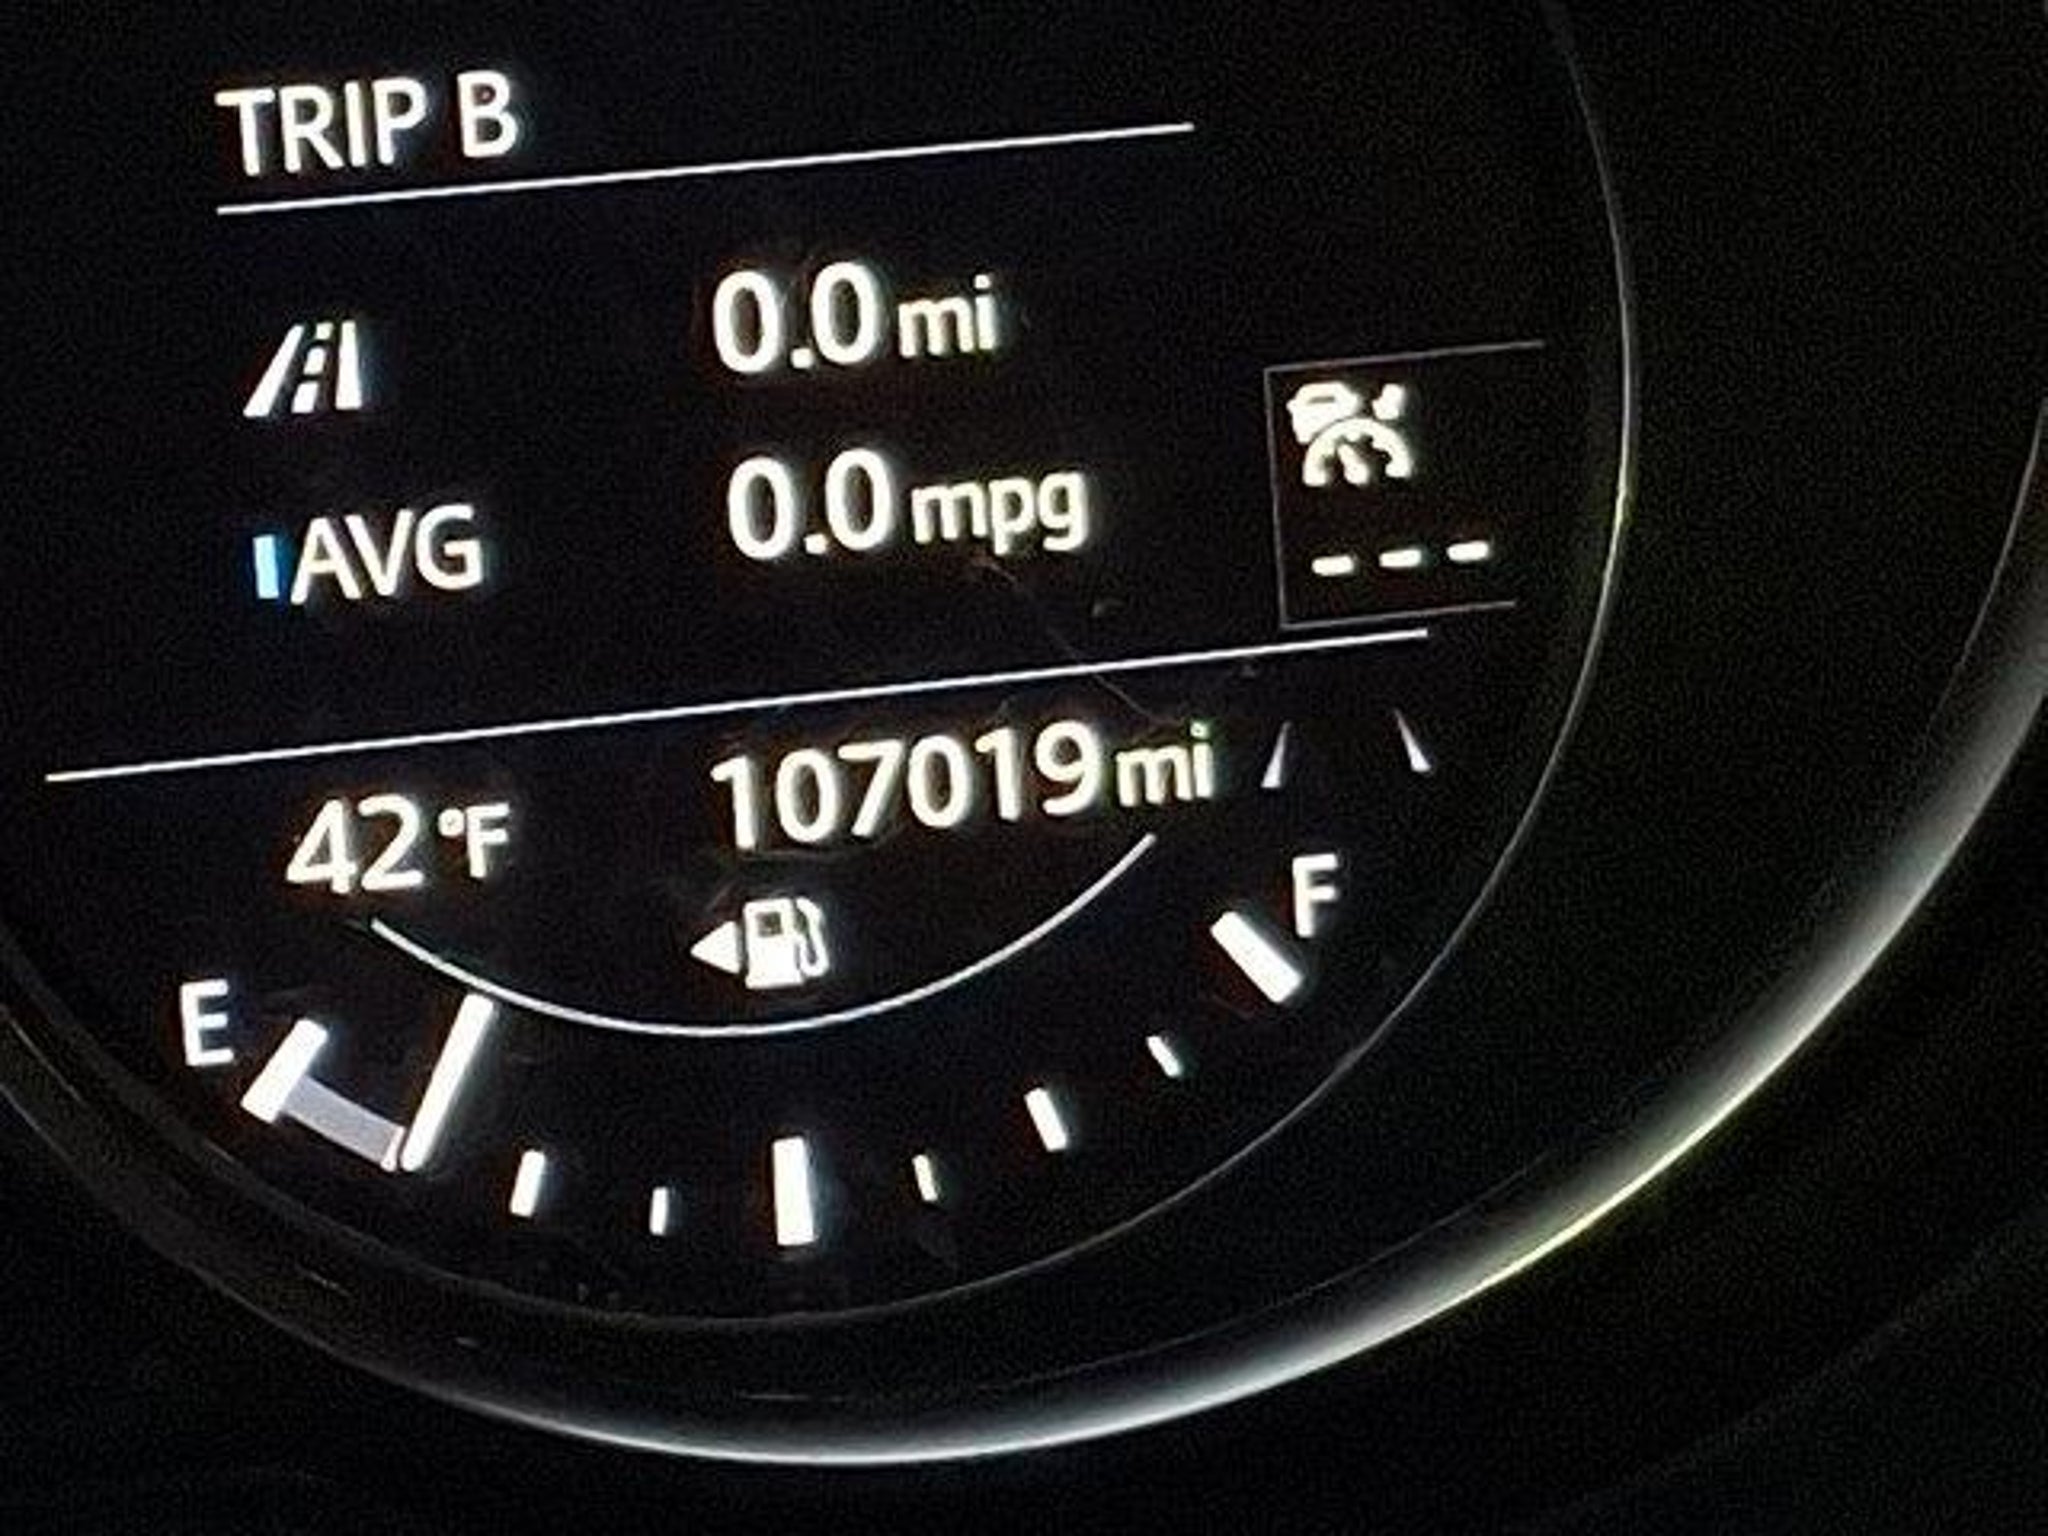 TRIP B
0.0 mi
AVG 0.0 mpg
---
42 °F 107019 mi
E F